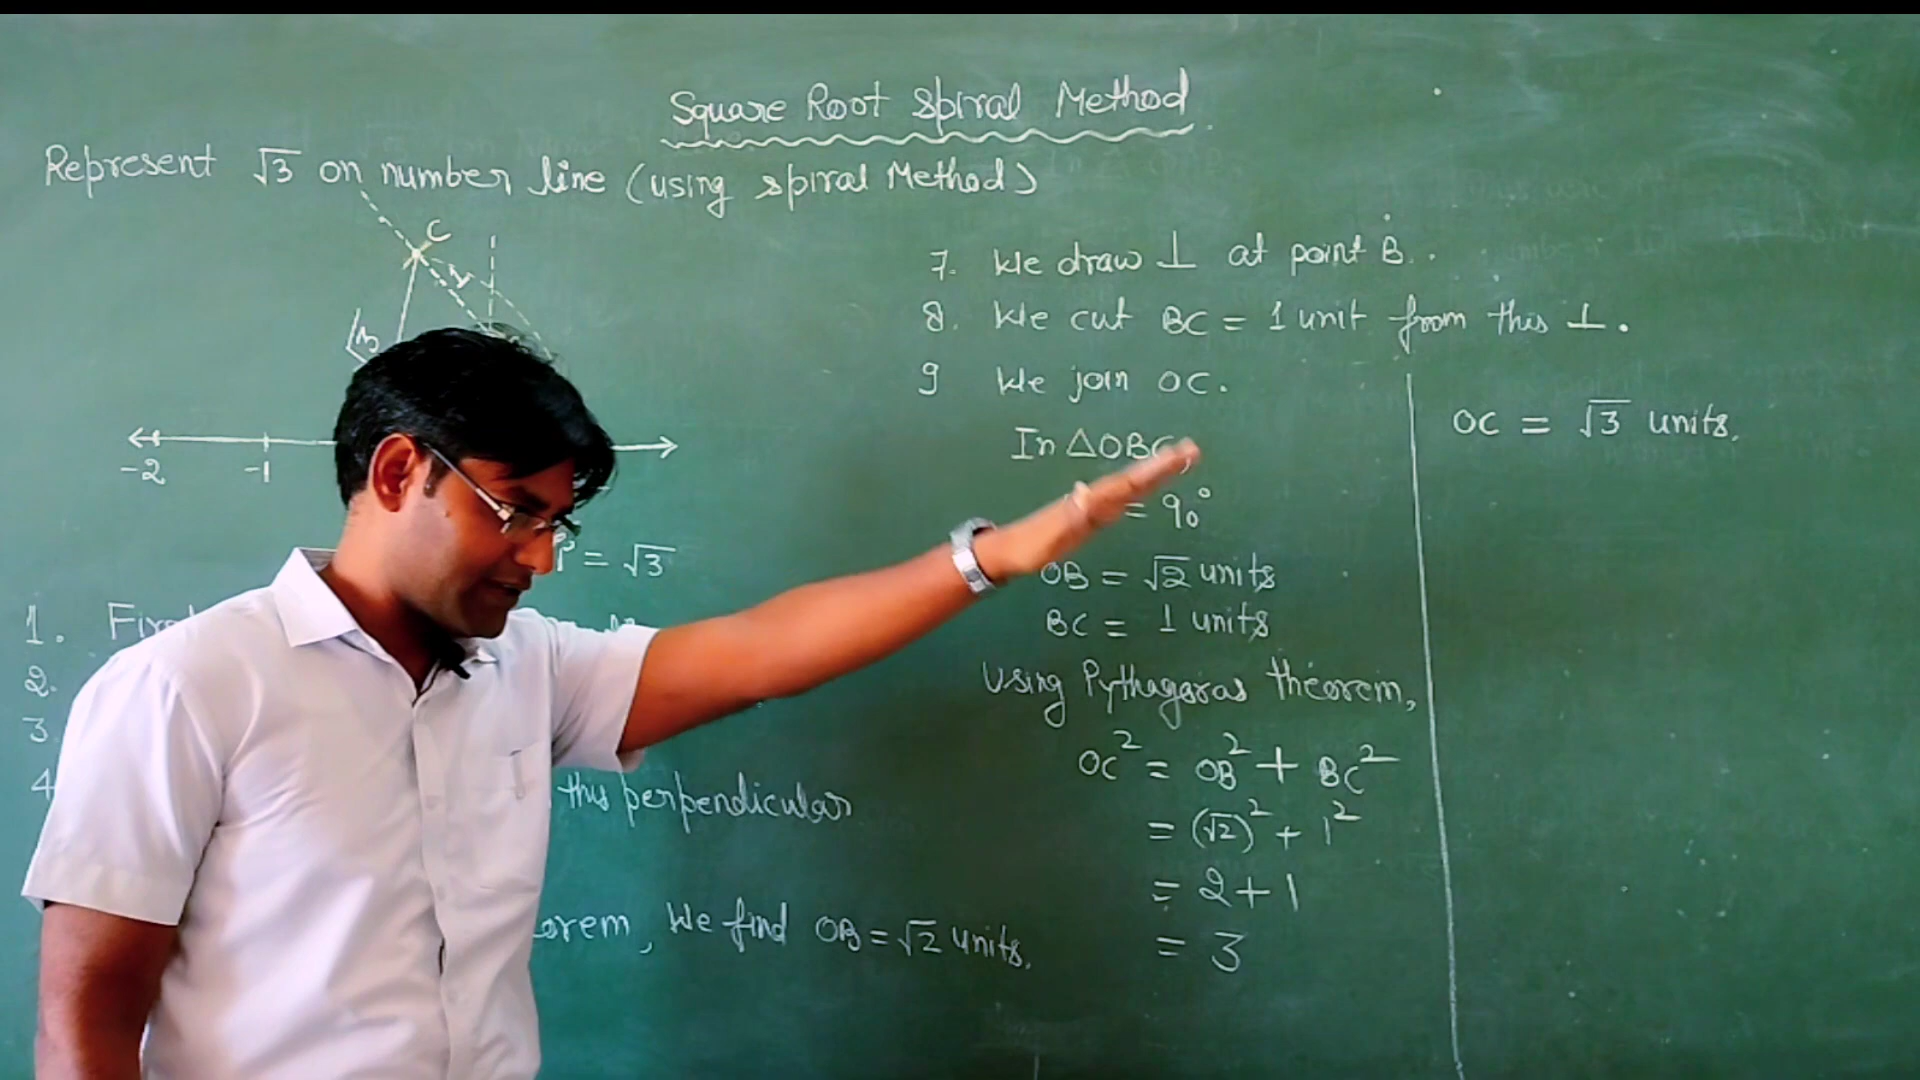 Square Root Spiral Method
Represent √3 on number line (using spiral Method)
C
1
√3
-2 -1
P = √3
1. First
2.
3
4 this perpendicular
orem, We find OB = √2 units.
7. We draw ⊥ at point B.
8. We cut BC = 1 unit from this ⊥.
9 We join OC.
In △OBC,
= 90°
OB = √2 units
BC = 1 units
Using Pythagoras theorem,
OC² = OB² + BC²
= (√2)² + 1²
= 2+1
= 3
OC = √3 units.